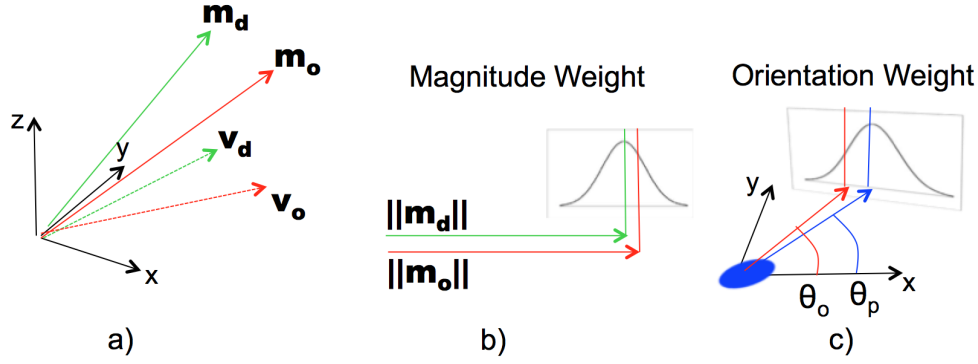 m_d
m_o
z
y
v_d
v_o
x
a)
Magnitude Weight
||m_d||
||m_o||
b)
Orientation Weight
y
x
θ_o
θ_p
c)